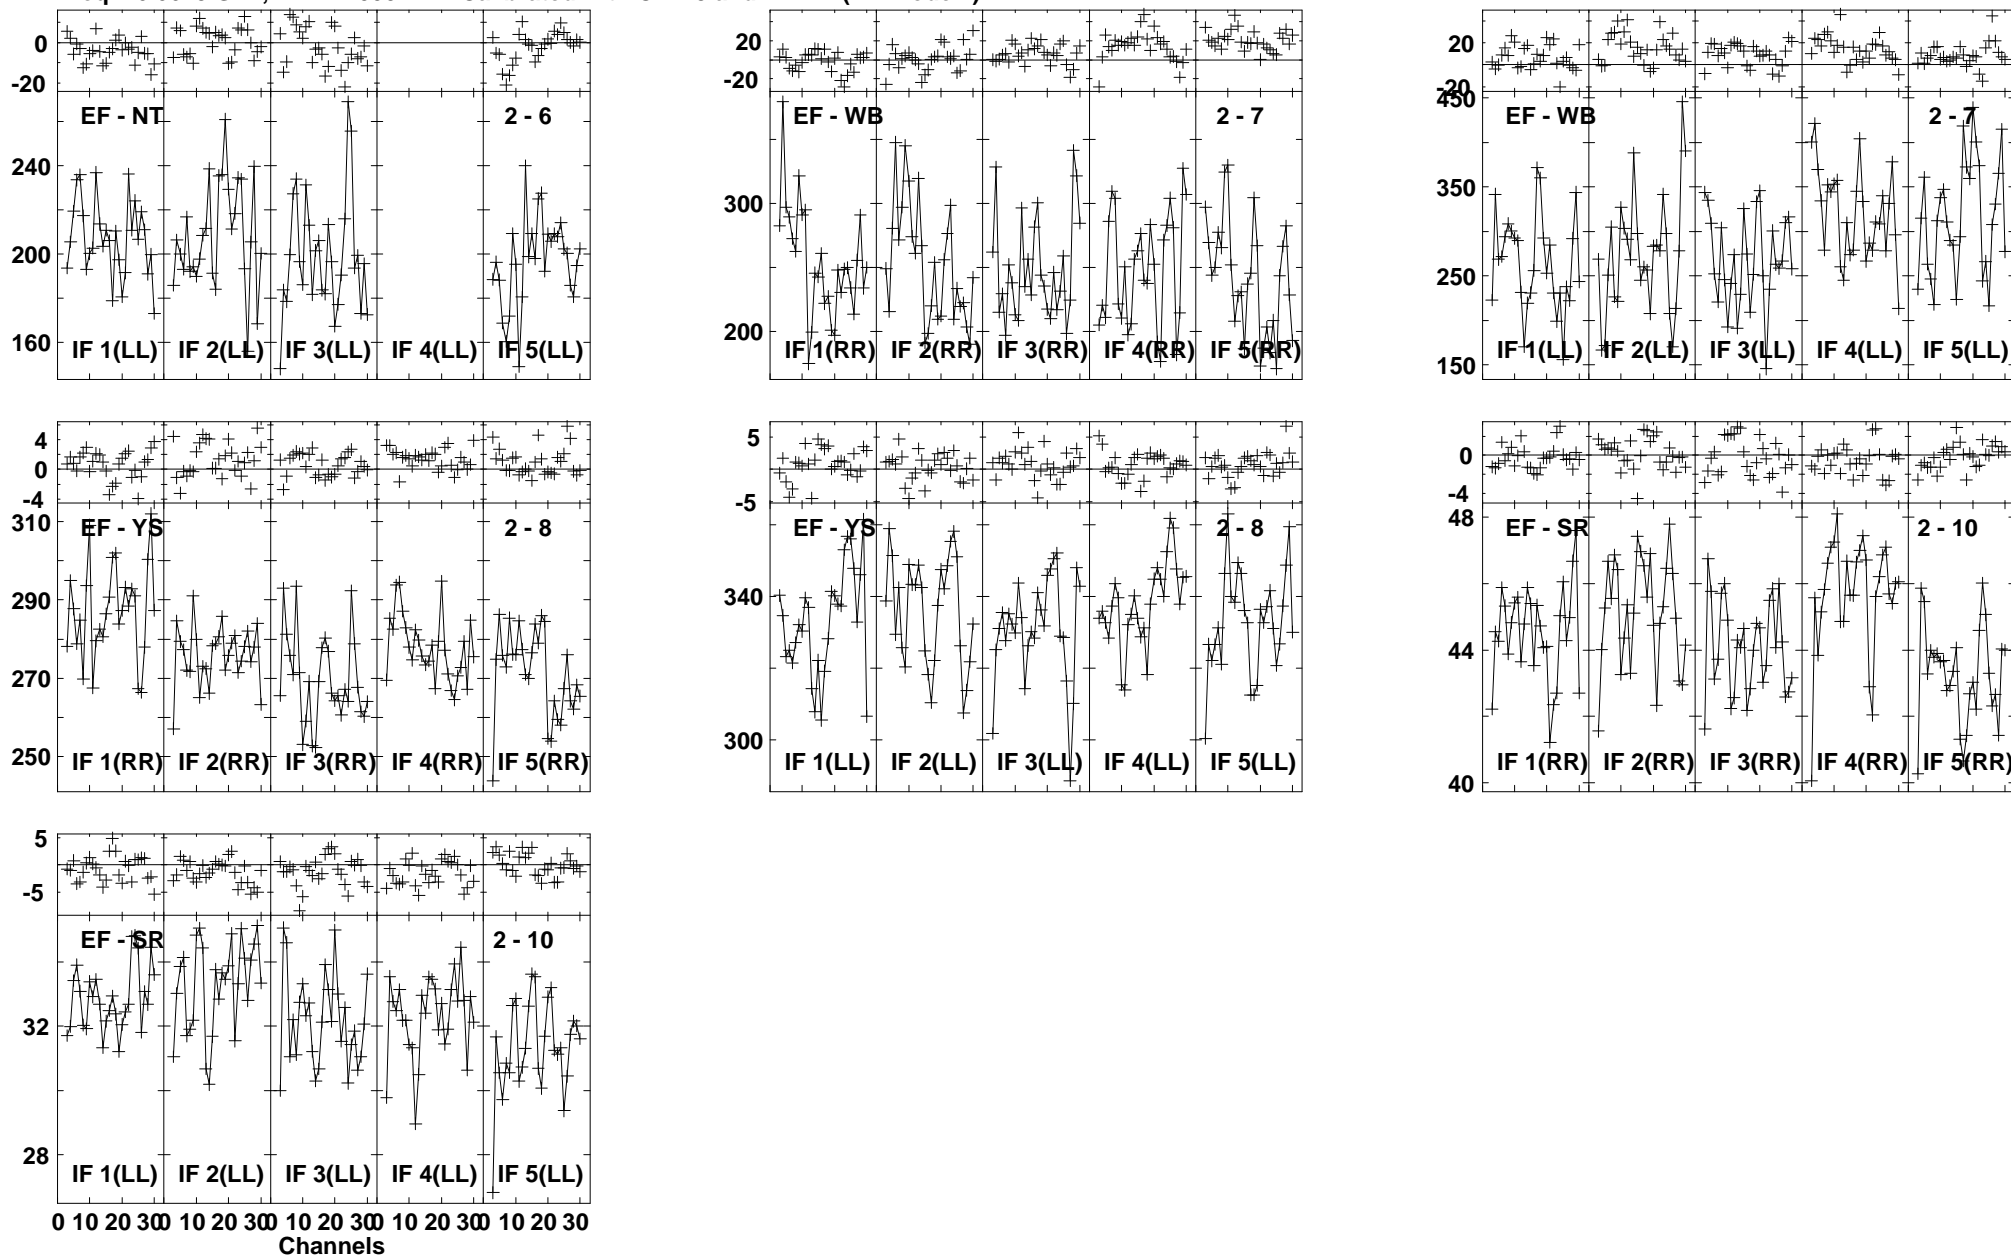 0
-20
EF - NT
2 - 6
240
200
160
IF 1(LL) IF 2(LL) IF 3(LL) IF 4(LL) IF 5(LL)
20
-20
EF - WB
2 - 7
300
200
IF 1(RR) IF 2(RR) IF 3(RR) IF 4(RR) IF 5(RR)
20
-20
450
EF - WB
2 - 7
350
250
150
IF 1(LL) IF 2(LL) IF 3(LL) IF 4(LL) IF 5(LL)
4
0
-4
310
EF - YS
2 - 8
290
270
250
IF 1(RR) IF 2(RR) IF 3(RR) IF 4(RR) IF 5(RR)
5
-5
EF - YS
2 - 8
340
300
IF 1(LL) IF 2(LL) IF 3(LL) IF 4(LL) IF 5(LL)
0
-4
48
EF - SR
2 - 10
44
40
IF 1(RR) IF 2(RR) IF 3(RR) IF 4(RR) IF 5(RR)
5
-5
EF - SR
2 - 10
32
28
IF 1(LL) IF 2(LL) IF 3(LL) IF 4(LL) IF 5(LL)
0 10 20 30 0 10 20 30 0 10 20 30 0 10 20 30 0 10 20 30
Channels